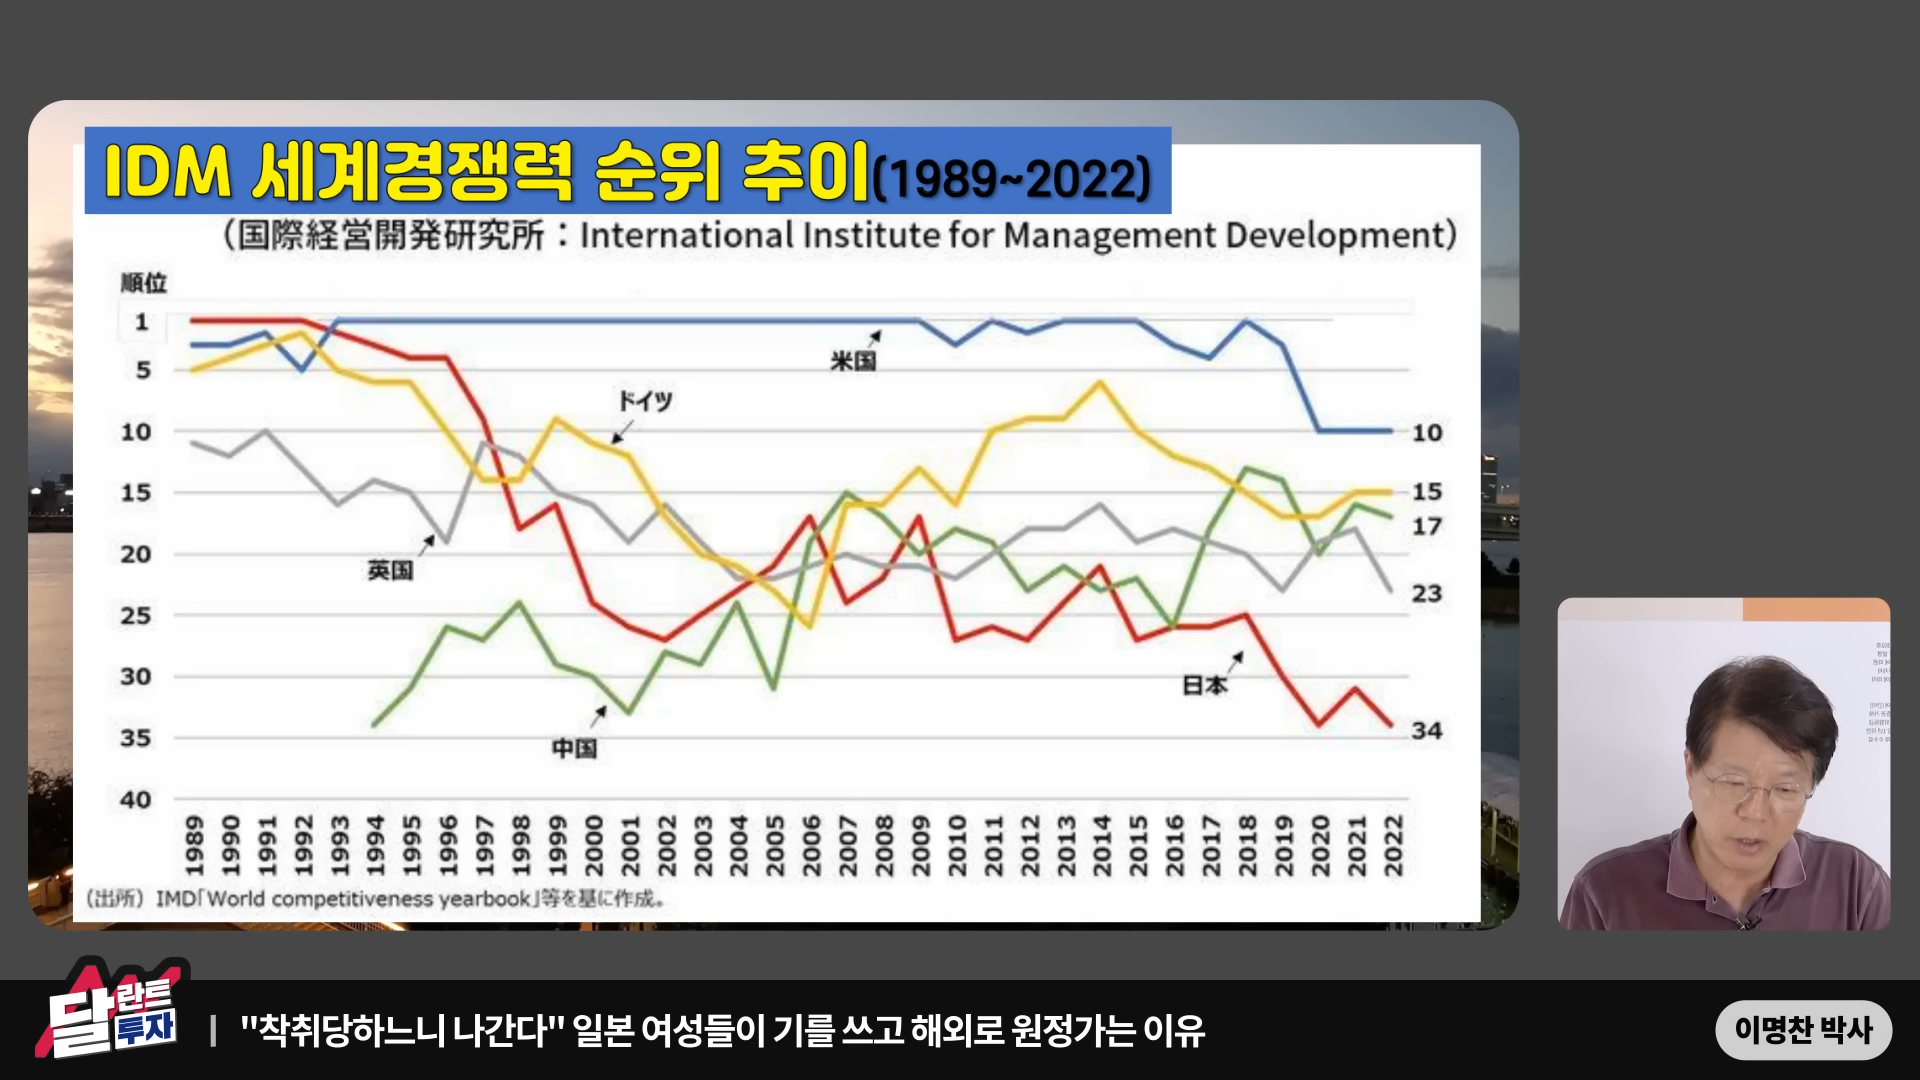 IDM 세계경쟁력 순위 추이(1989~2022)
（国際経営開発研究所：International Institute for Management Development）
順位
1
5
10
15
20
25
30
35
40
米国
ドイツ
英国
中国
日本
10
15
17
23
34
1989 1990 1991 1992 1993 1994 1995 1996 1997 1998 1999 2000 2001 2002 2003 2004 2005 2006 2007 2008 2009 2010 2011 2012 2013 2014 2015 2016 2017 2018 2019 2020 2021 2022
（出所）IMD「World competitiveness yearbook」等を基に作成。
달란트투자
"착취당하느니 나간다" 일본 여성들이 기를 쓰고 해외로 원정가는 이유
이명찬 박사